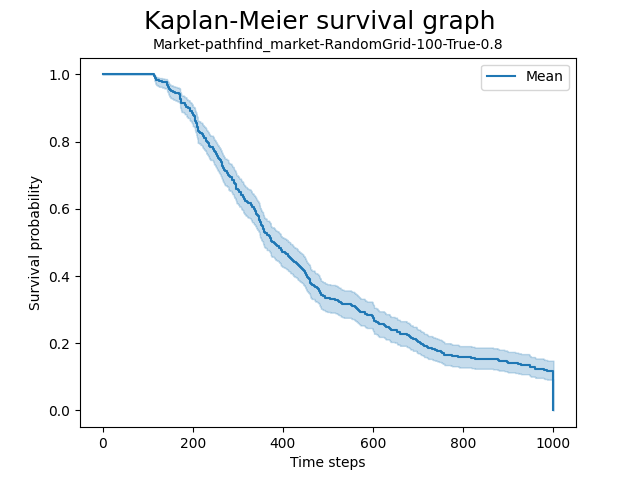 Kaplan-Meier survival graph
Market-pathfind_market-RandomGrid-100-True-0.8
Mean
1.0
0.8
0.6
0.4
0.2
0.0
Survival probability
0
200
400
600
800
1000
Time steps